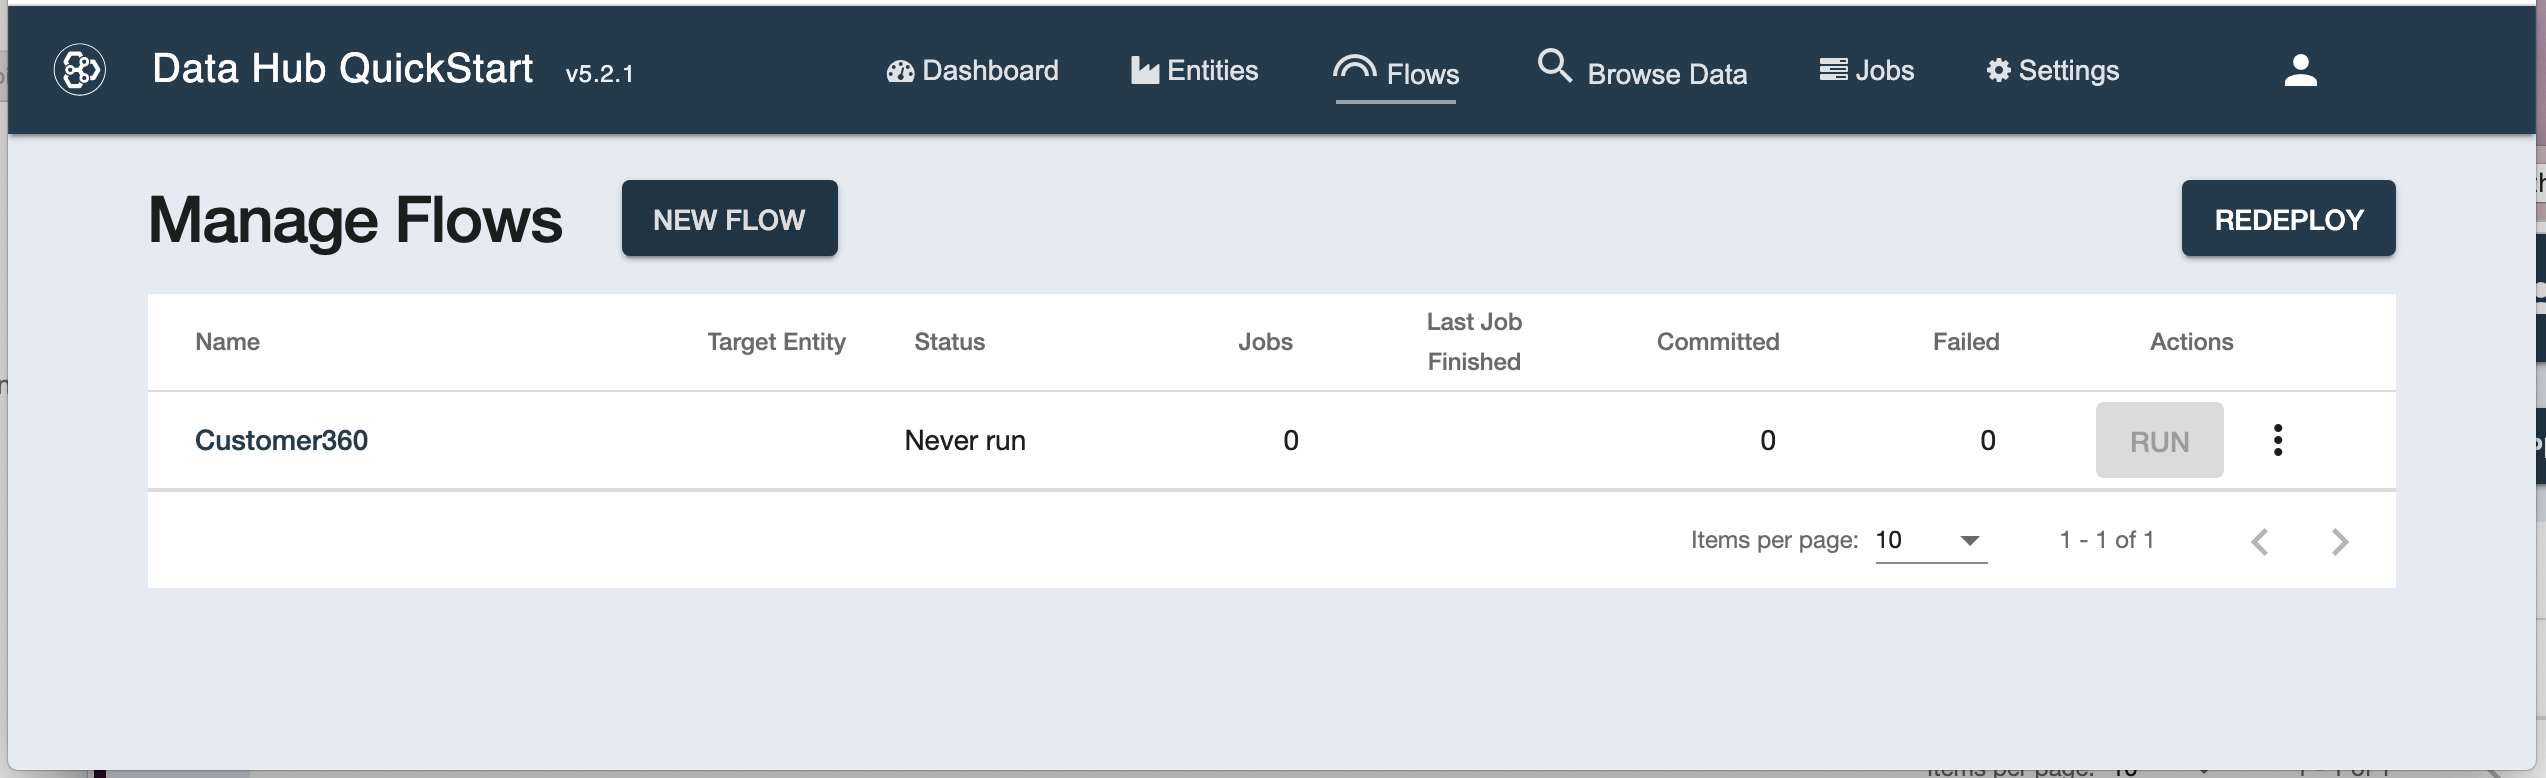 Data Hub QuickStart v5.2.1 Dashboard Entities Flows Browse Data Jobs Settings
Manage Flows NEW FLOW REDEPLOY
Name Target Entity Status Jobs Last Job Finished Committed Failed Actions
Customer360 Never run 0 0 0 RUN
Items per page: 10 1 - 1 of 1